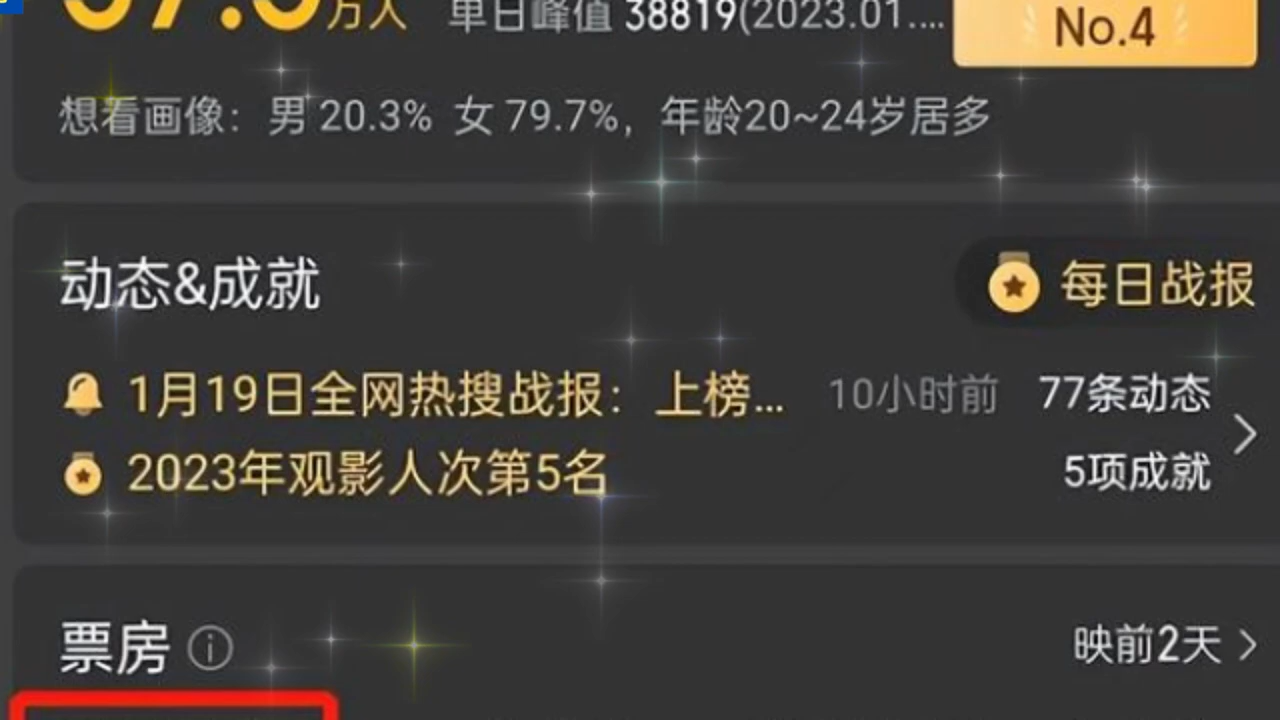 万人 单日峰值 38819(2023.01.... No.4
想看画像：男 20.3% 女 79.7%，年龄20~24岁居多
动态&成就 每日战报
1月19日全网热搜战报：上榜... 10小时前 77条动态
2023年观影人次第5名 5项成就
票房 映前2天